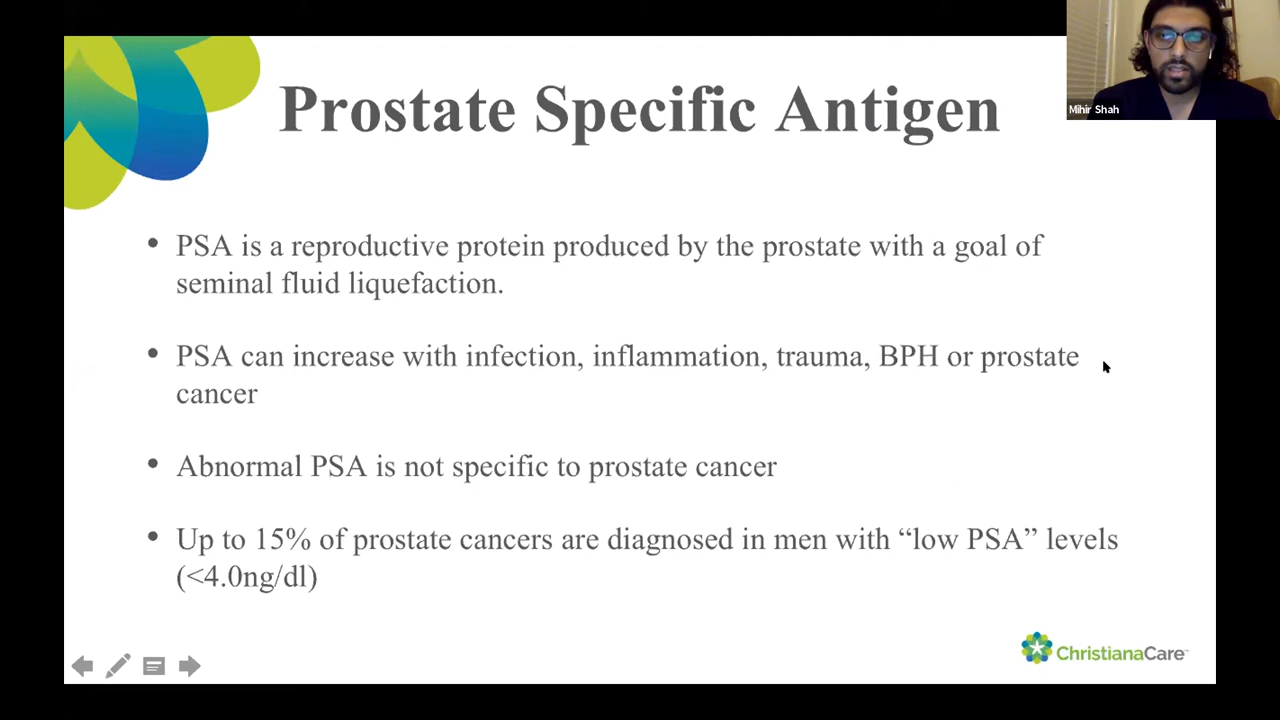 Mihir Shah
Prostate Specific Antigen
• PSA is a reproductive protein produced by the prostate with a goal of
seminal fluid liquefaction.
• PSA can increase with infection, inflammation, trauma, BPH or prostate
cancer
• Abnormal PSA is not specific to prostate cancer
• Up to 15% of prostate cancers are diagnosed in men with “low PSA” levels
(<4.0ng/dl)
ChristianaCare™